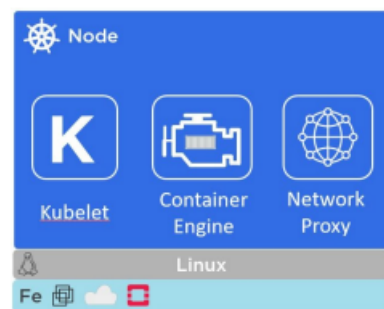 Node
K
Kubelet
Container
Engine
Network
Proxy
Linux
Fe